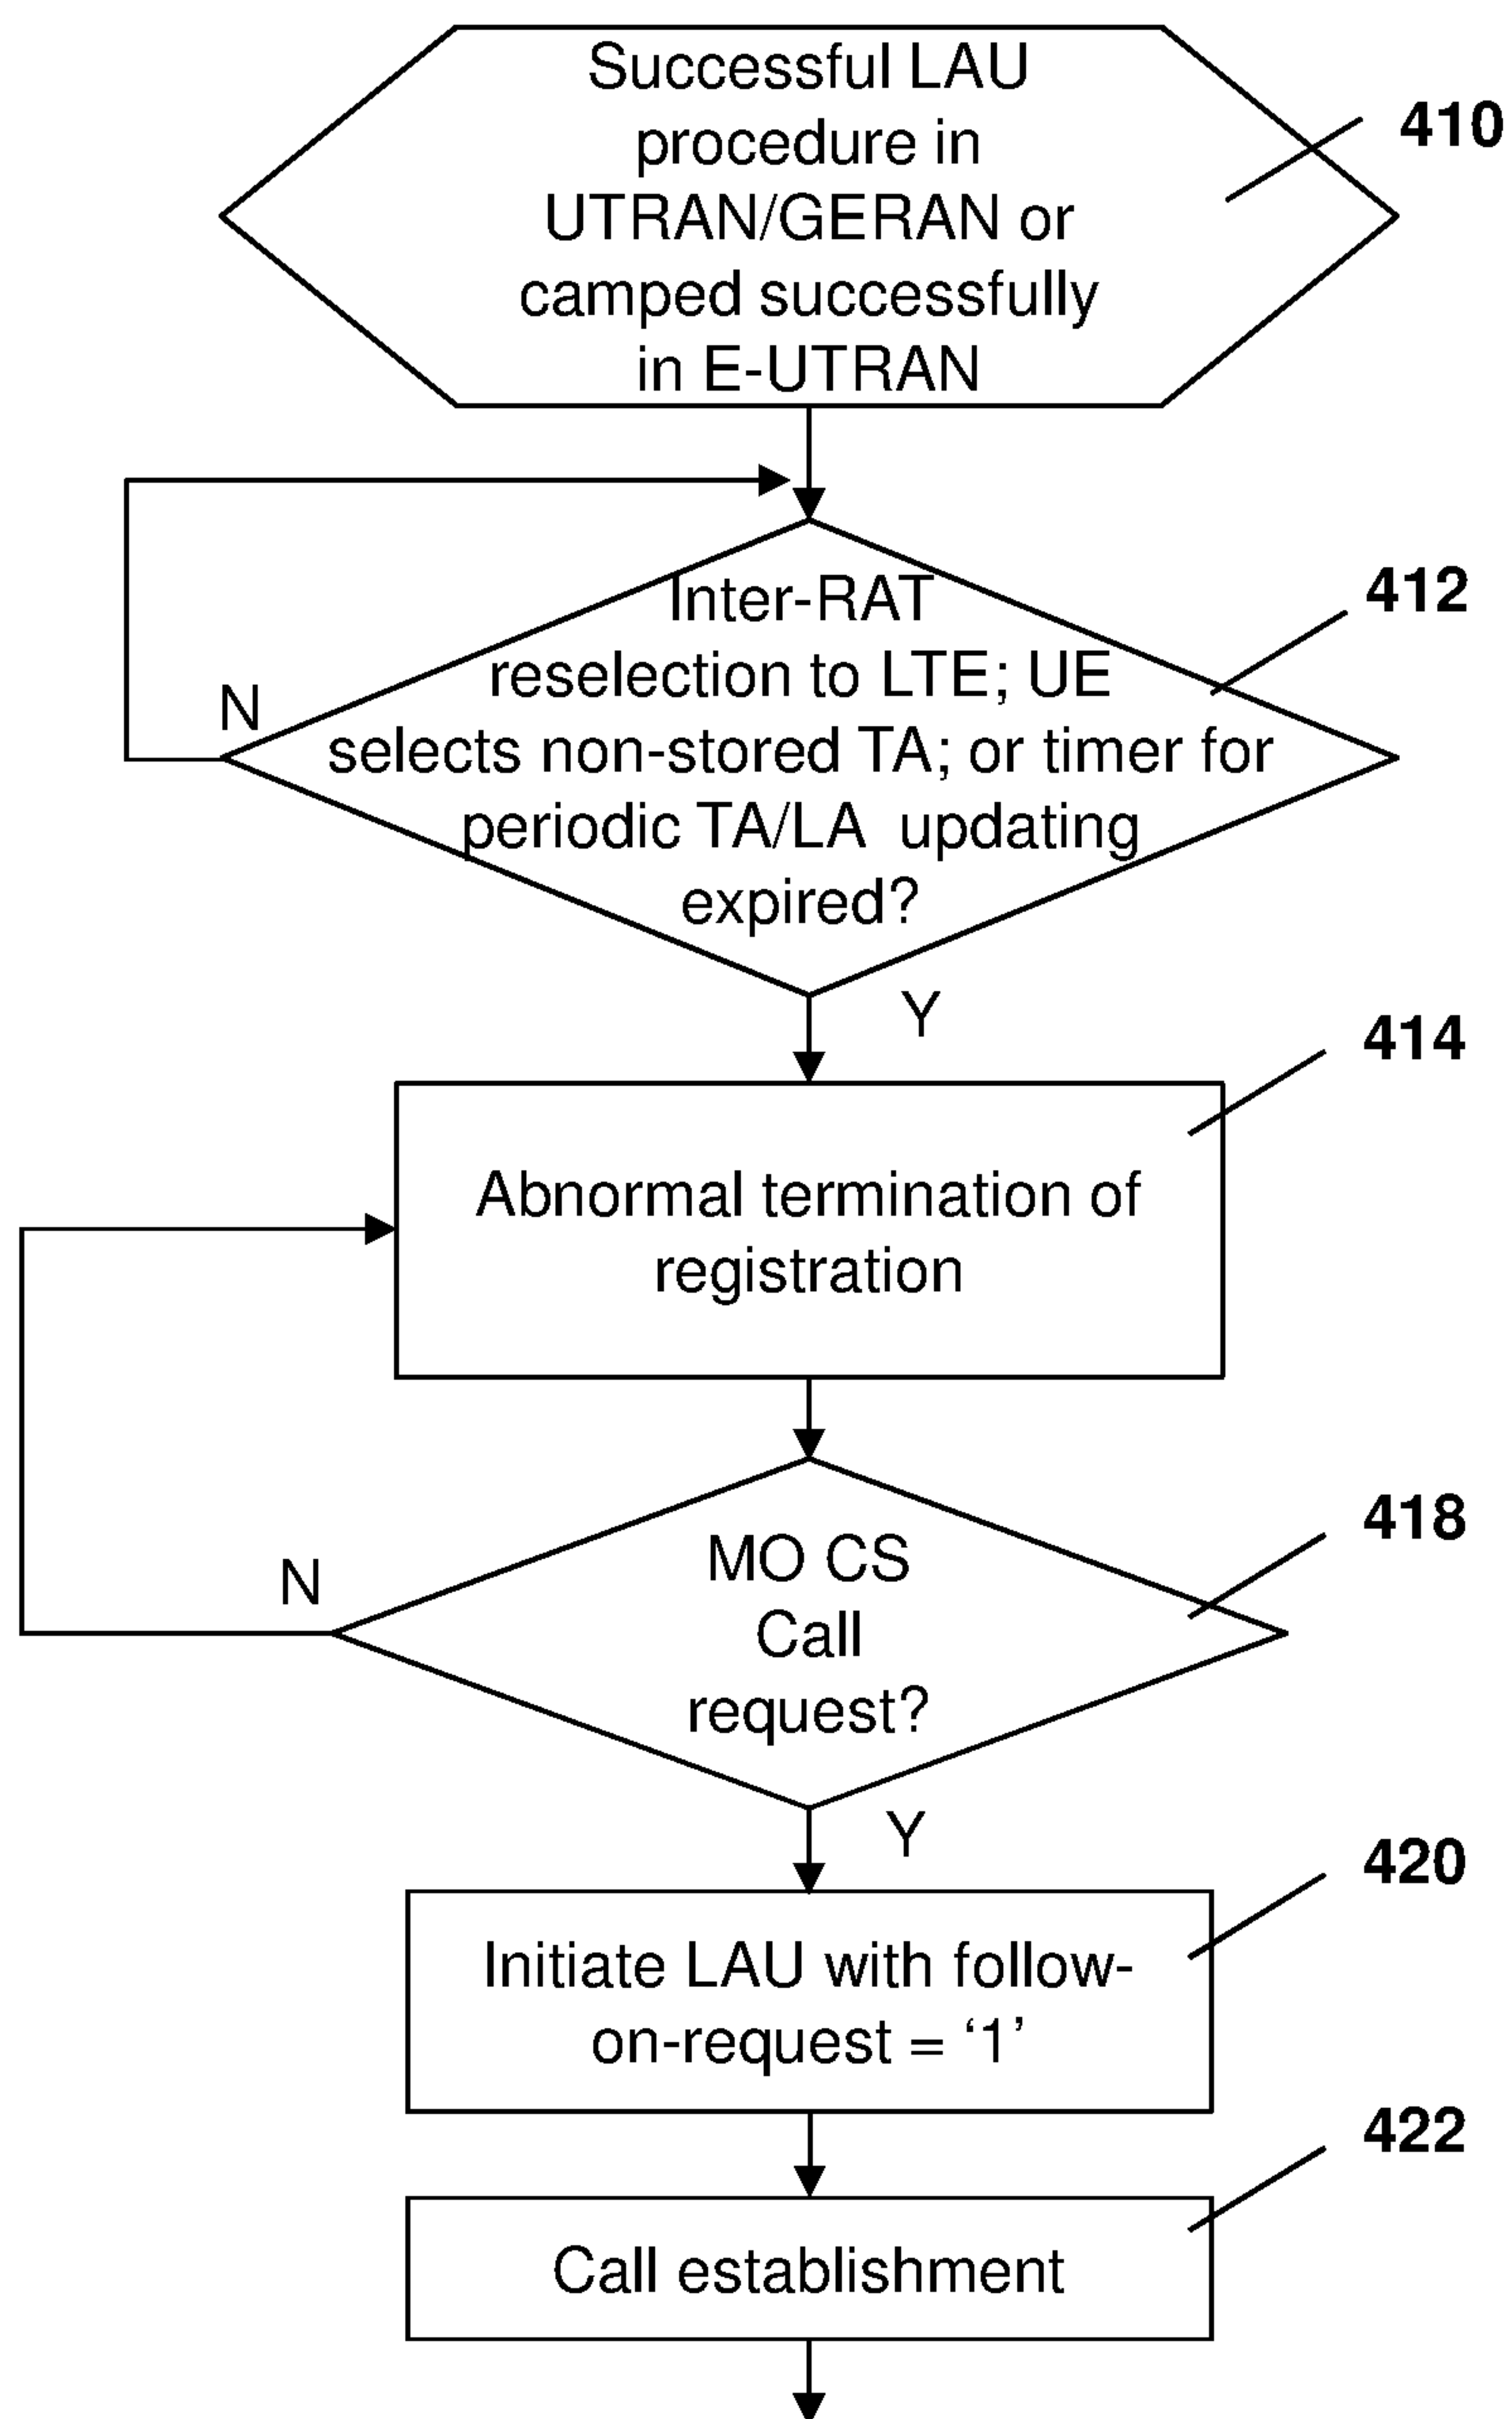 Successful LAU
procedure in
UTRAN/GERAN or
camped successfully
in E-UTRAN
410
Inter-RAT
reselection to LTE; UE
selects non-stored TA; or timer for
periodic TA/LA updating
expired?
412
N
Y
414
Abnormal termination of
registration
418
MO CS
Call
request?
N
Y
420
Initiate LAU with follow-
on-request = ‘1’
422
Call establishment